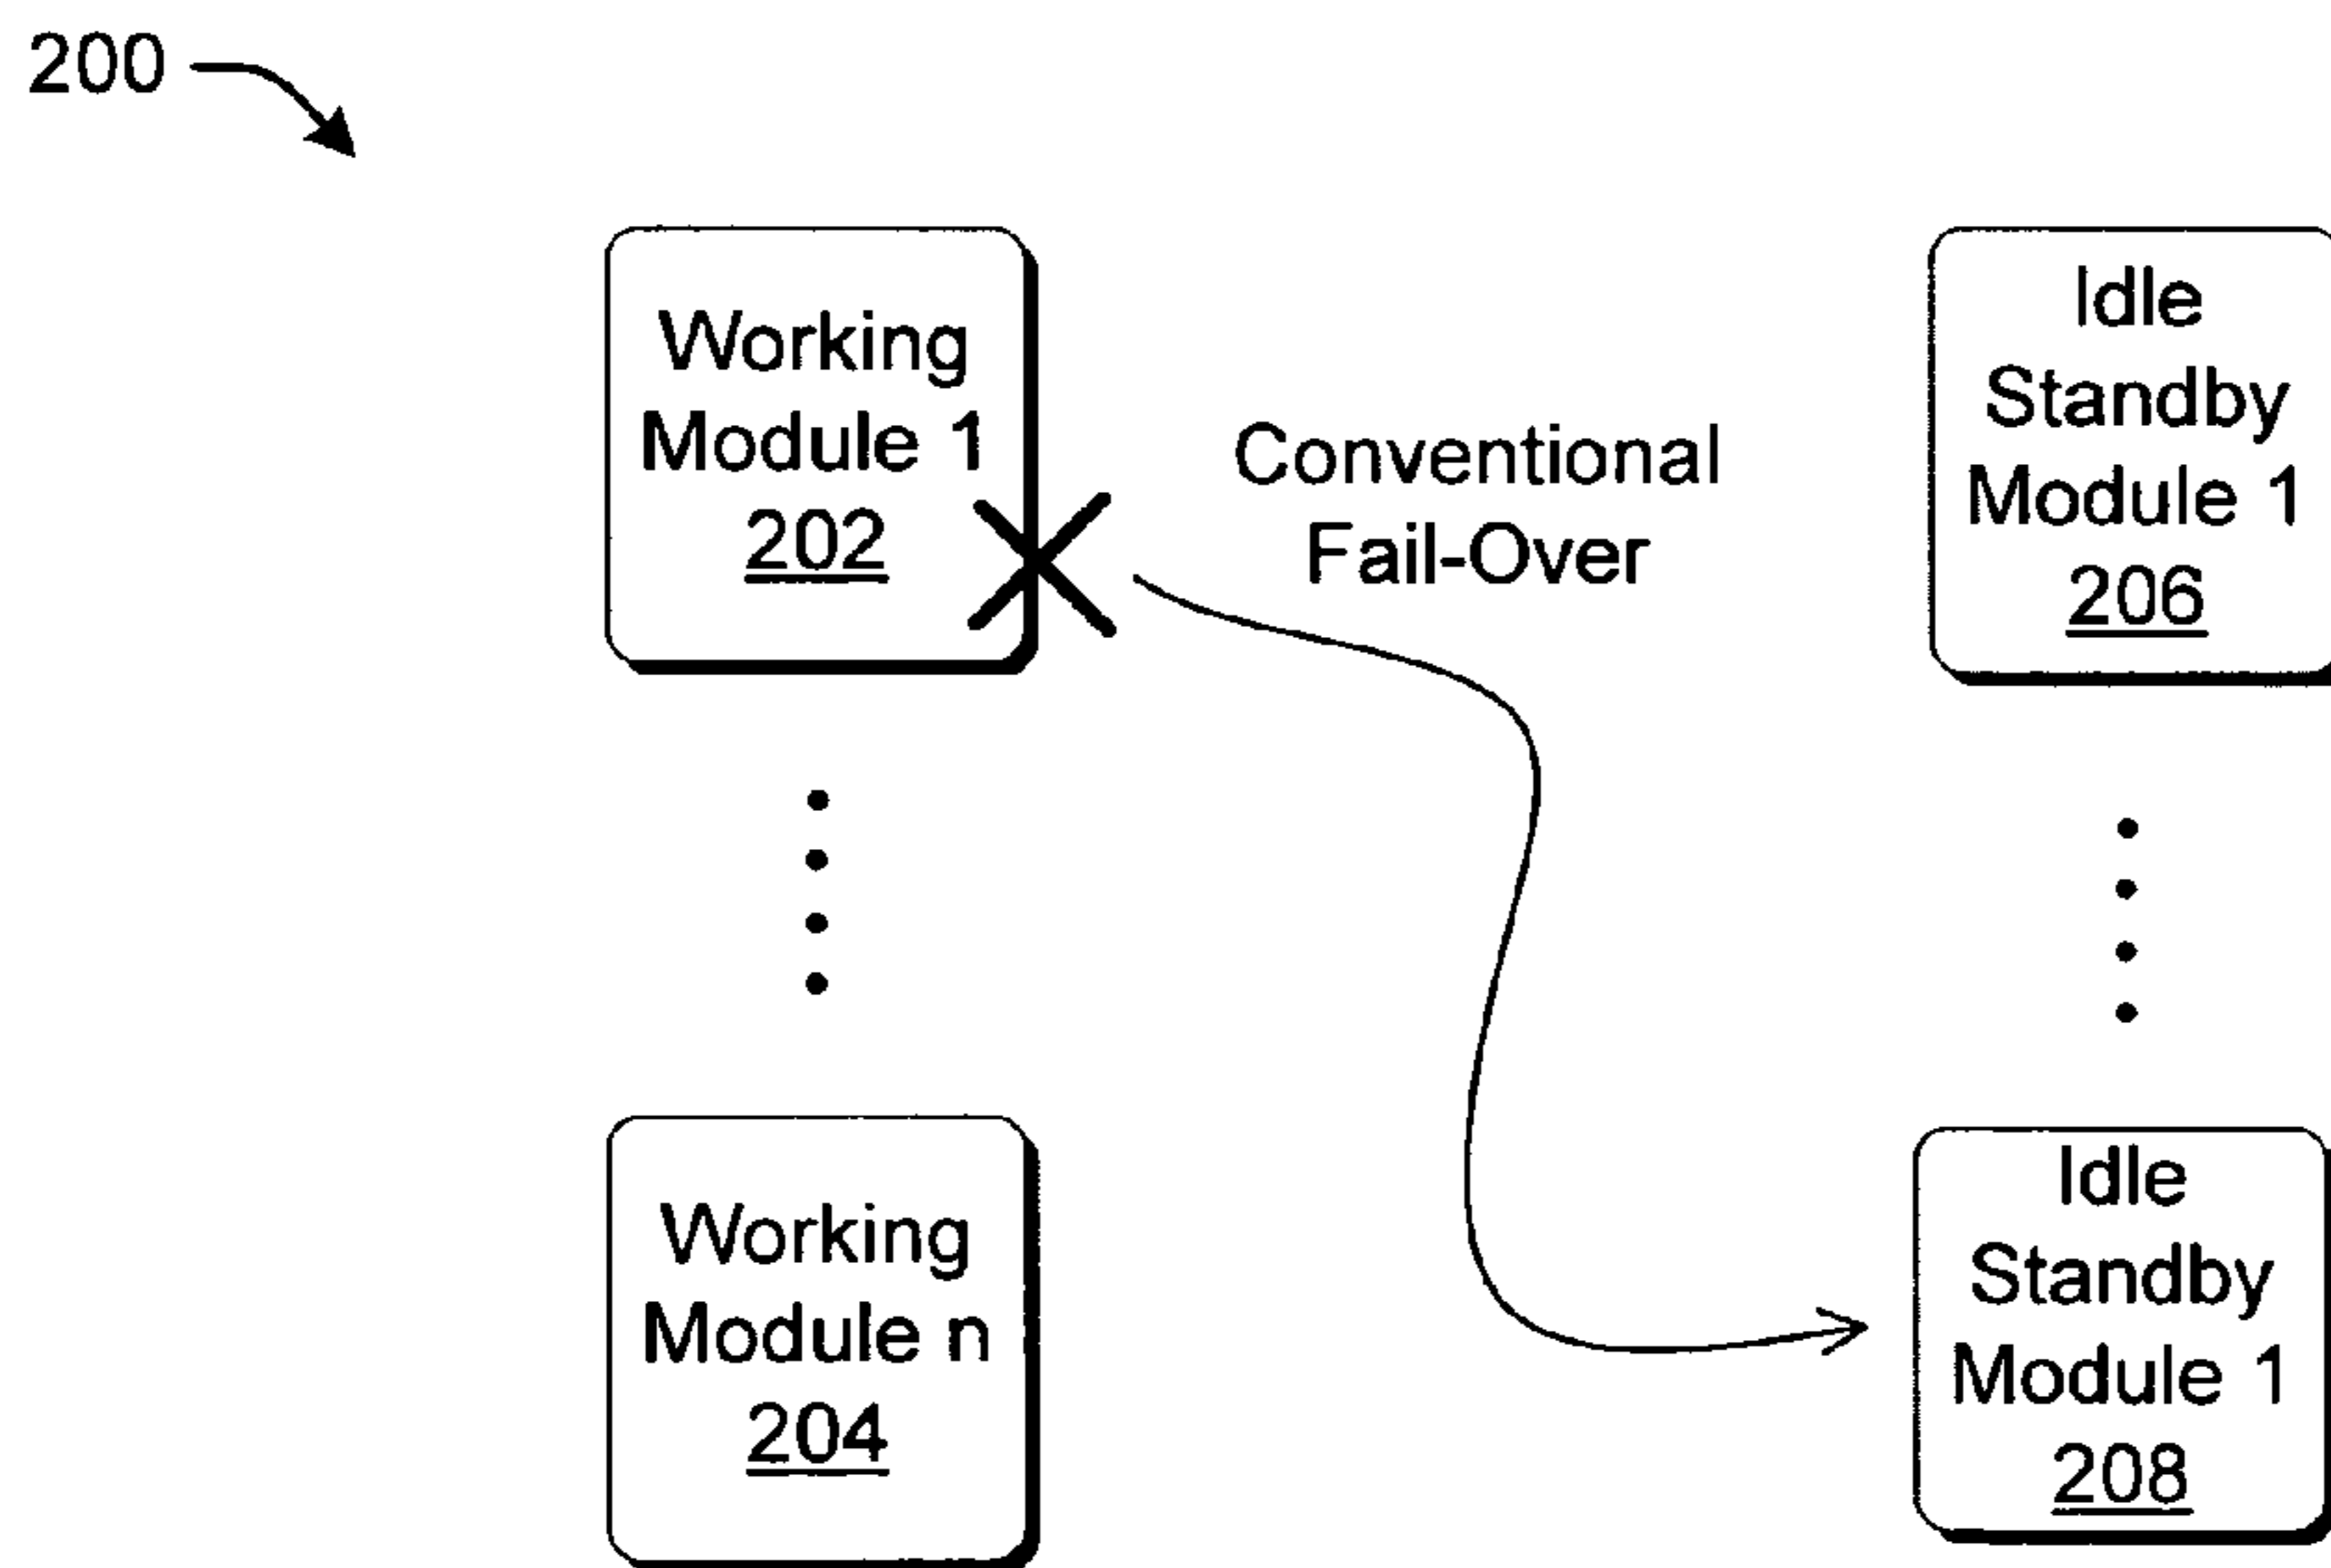 200
Working
Module 1
202
Conventional
Fail-Over
Idle
Standby
Module 1
206
Working
Module n
204
Idle
Standby
Module 1
208